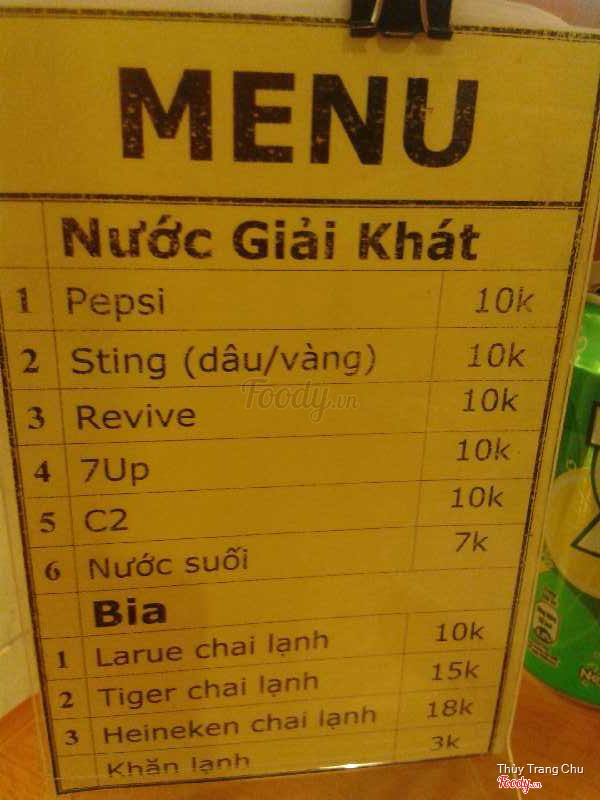 MENU
Nước Giải Khát
1 Pepsi 10k
2 Sting (dâu/vàng) 10k
3 Revive 10k
4 7Up 10k
5 C2 10k
6 Nước suối 7k
Bia
1 Larue chai lạnh 10k
2 Tiger chai lạnh 15k
3 Heineken chai lạnh 18k
Khăn lạnh 3k
Foody.vn
Thùy Trang Chu
Foody.vn